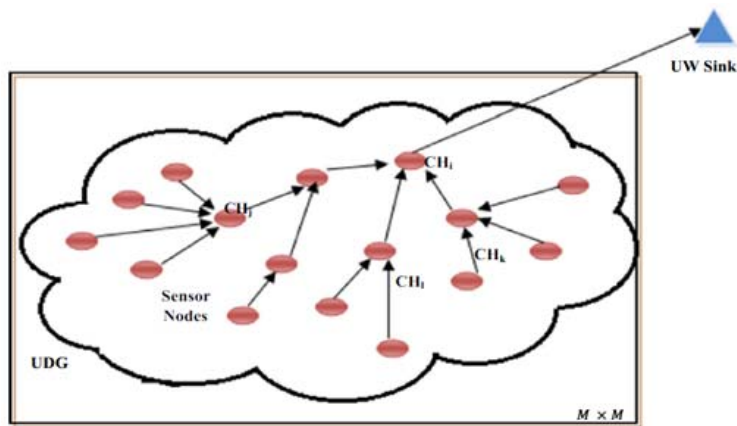 UW Sink
CHᵢ
CHⱼ
CHₖ
CHₗ
Sensor
Nodes
UDG
M × M